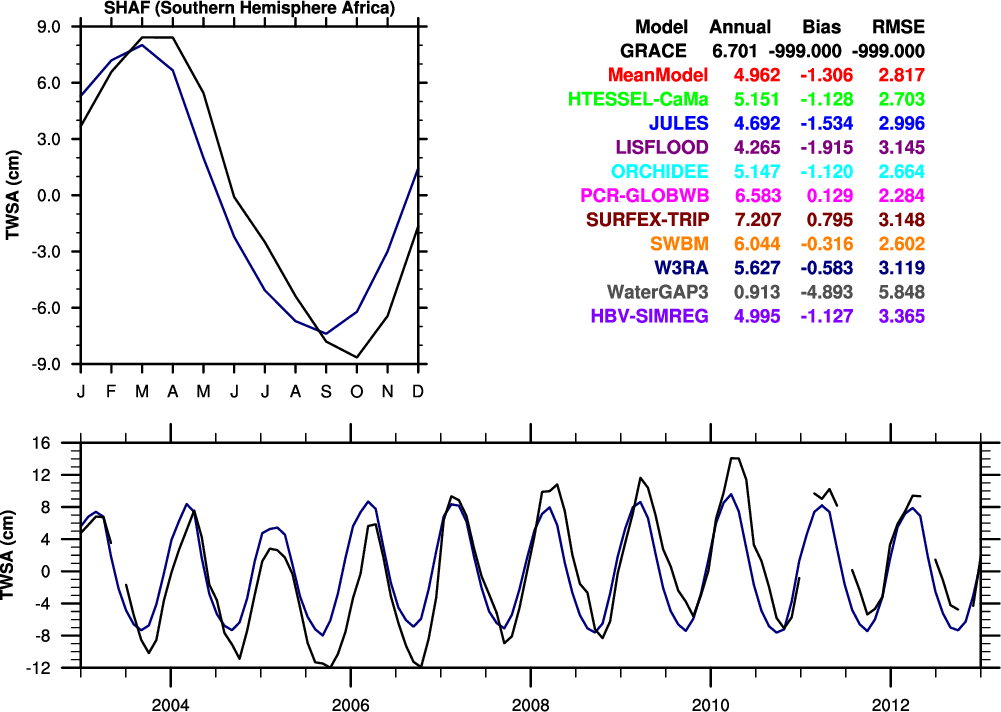 SHAF (Southern Hemisphere Africa)
TWSA (cm)
9.0
6.0
3.0
0.0
-3.0
-6.0
-9.0
J F M A M J J A S O N D
Model Annual Bias RMSE
GRACE 6.701 -999.000 -999.000
MeanModel 4.962 -1.306 2.817
HTESSEL-CaMa 5.151 -1.128 2.703
JULES 4.692 -1.534 2.996
LISFLOOD 4.265 -1.915 3.145
ORCHIDEE 5.147 -1.120 2.664
PCR-GLOBWB 6.583 0.129 2.284
SURFEX-TRIP 7.207 0.795 3.148
SWBM 6.044 -0.316 2.602
W3RA 5.627 -0.583 3.119
WaterGAP3 0.913 -4.893 5.848
HBV-SIMREG 4.995 -1.127 3.365
TWSA (cm)
16
12
8
4
0
-4
-8
-12
2004 2006 2008 2010 2012